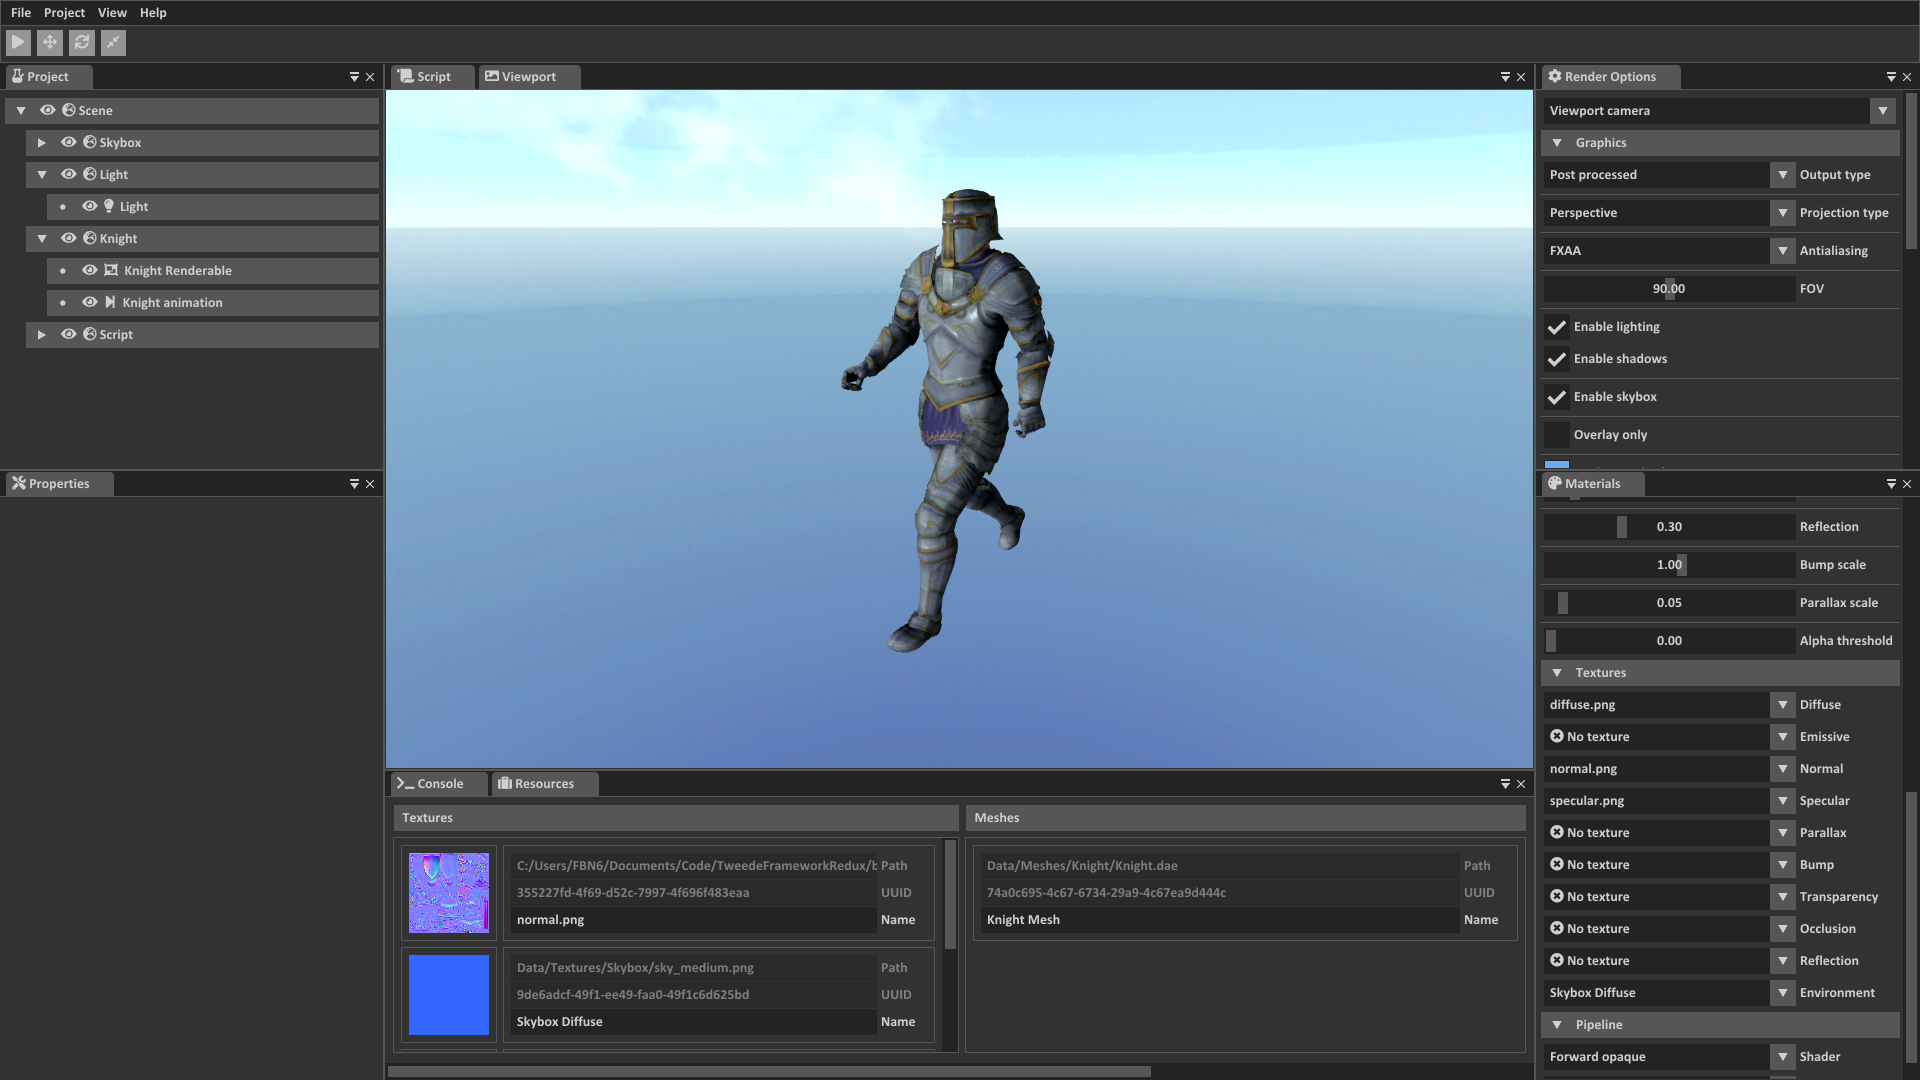 File Project View Help
Project
Scene
Skybox
Light
Light
Knight
Knight Renderable
Knight animation
Script
Properties
Script Viewport
Console Resources
Textures
C:/Users/FBN6/Documents/Code/TweedeFrameworkRedux/b Path
355227fd-4f69-d52c-7997-4f696f483eaa UUID
normal.png Name
Data/Textures/Skybox/sky_medium.png Path
9de6adcf-49f1-ee49-faa0-49f1c6d625bd UUID
Skybox Diffuse Name
Meshes
Data/Meshes/Knight/Knight.dae Path
74a0c695-4c67-6734-29a9-4c67ea9d444c UUID
Knight Mesh Name
Render Options
Viewport camera
Graphics
Post processed Output type
Perspective Projection type
FXAA Antialiasing
90.00 FOV
Enable lighting
Enable shadows
Enable skybox
Overlay only
Materials
0.30 Reflection
1.00 Bump scale
0.05 Parallax scale
0.00 Alpha threshold
Textures
diffuse.png Diffuse
No texture Emissive
normal.png Normal
specular.png Specular
No texture Parallax
No texture Bump
No texture Transparency
No texture Occlusion
No texture Reflection
Skybox Diffuse Environment
Pipeline
Forward opaque Shader